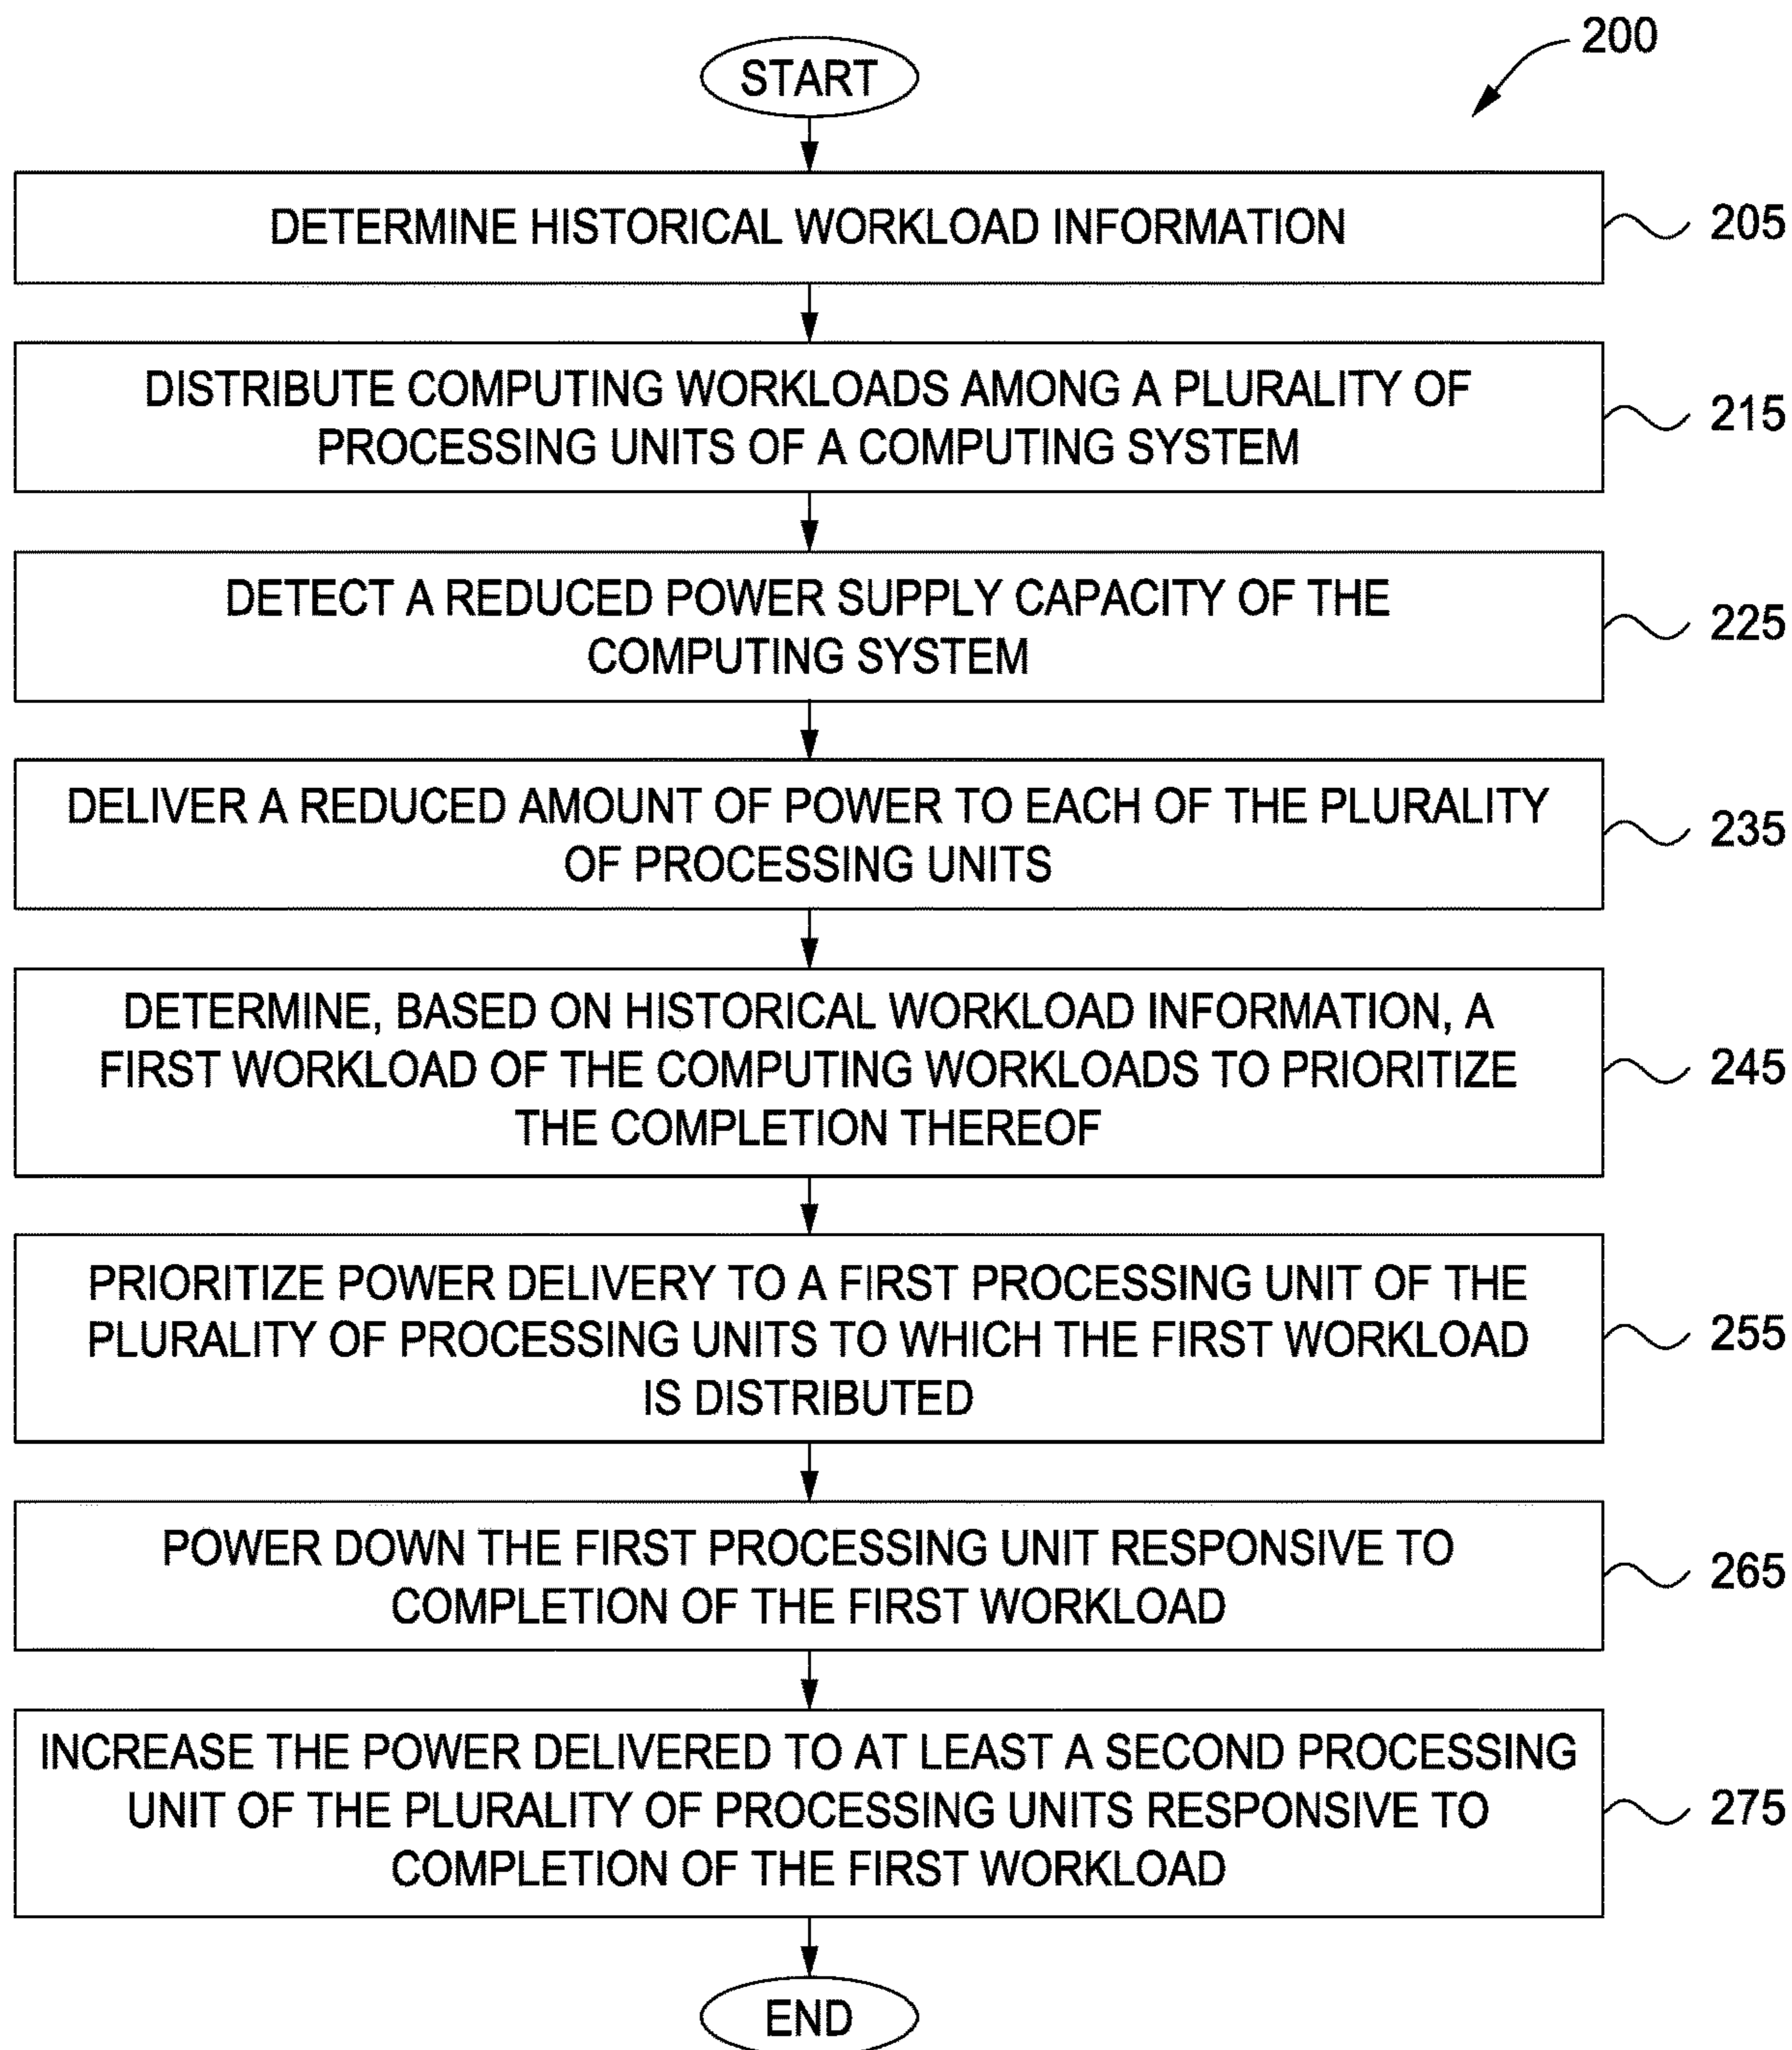 200
START
DETERMINE HISTORICAL WORKLOAD INFORMATION
205
DISTRIBUTE COMPUTING WORKLOADS AMONG A PLURALITY OF
PROCESSING UNITS OF A COMPUTING SYSTEM
215
DETECT A REDUCED POWER SUPPLY CAPACITY OF THE
COMPUTING SYSTEM
225
DELIVER A REDUCED AMOUNT OF POWER TO EACH OF THE PLURALITY
OF PROCESSING UNITS
235
DETERMINE, BASED ON HISTORICAL WORKLOAD INFORMATION, A
FIRST WORKLOAD OF THE COMPUTING WORKLOADS TO PRIORITIZE
THE COMPLETION THEREOF
245
PRIORITIZE POWER DELIVERY TO A FIRST PROCESSING UNIT OF THE
PLURALITY OF PROCESSING UNITS TO WHICH THE FIRST WORKLOAD
IS DISTRIBUTED
255
POWER DOWN THE FIRST PROCESSING UNIT RESPONSIVE TO
COMPLETION OF THE FIRST WORKLOAD
265
INCREASE THE POWER DELIVERED TO AT LEAST A SECOND PROCESSING
UNIT OF THE PLURALITY OF PROCESSING UNITS RESPONSIVE TO
COMPLETION OF THE FIRST WORKLOAD
275
END